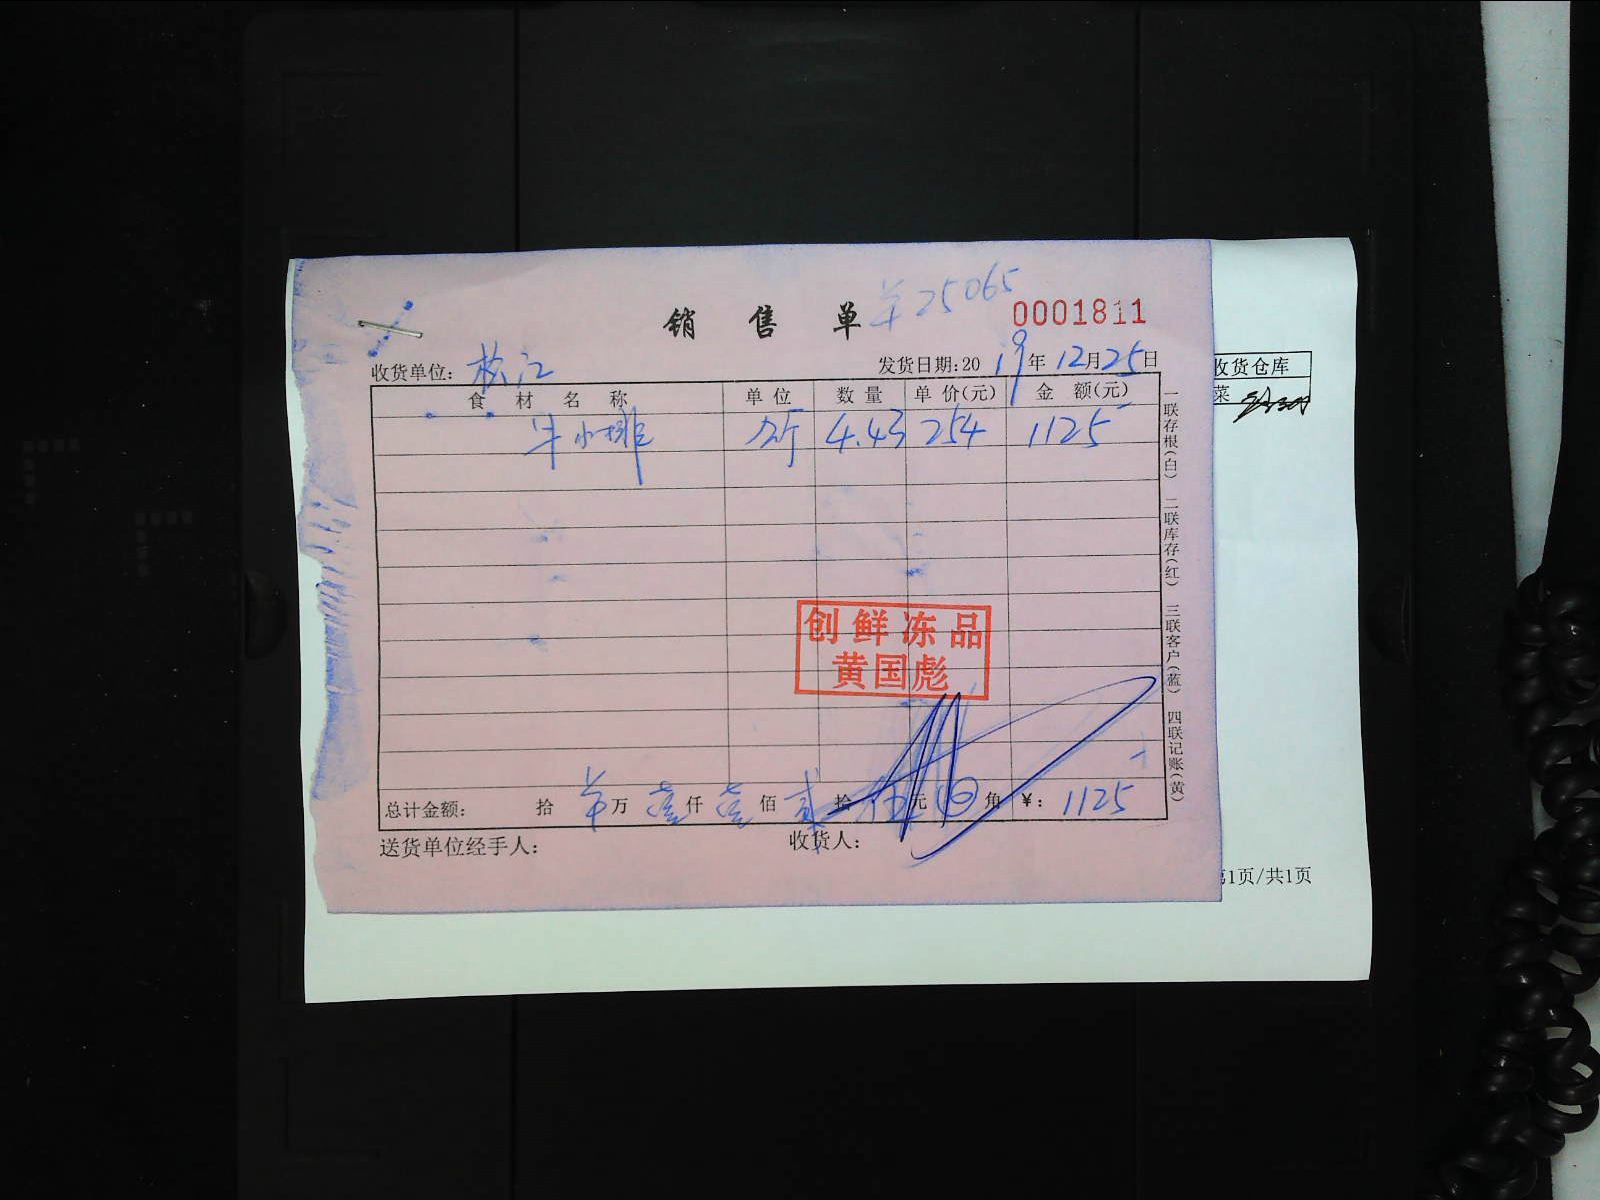 销售单 羊25065 0001811
收货单位: 松江 发货日期:2019年12月25日
食材名称 单位 数量 单价(元) 金额(元)
牛小排 斤 4.43 254 1125
创鲜冻品
黄国彪
总计金额: 拾 羊万 壹仟 壹佰 贰拾 伍元 角 ¥: 1125
送货单位经手人: 收货人:
一联存根(白) 二联库存(红) 三联客户(蓝) 四联记账(黄)
收货仓库
菜
第1页/共1页